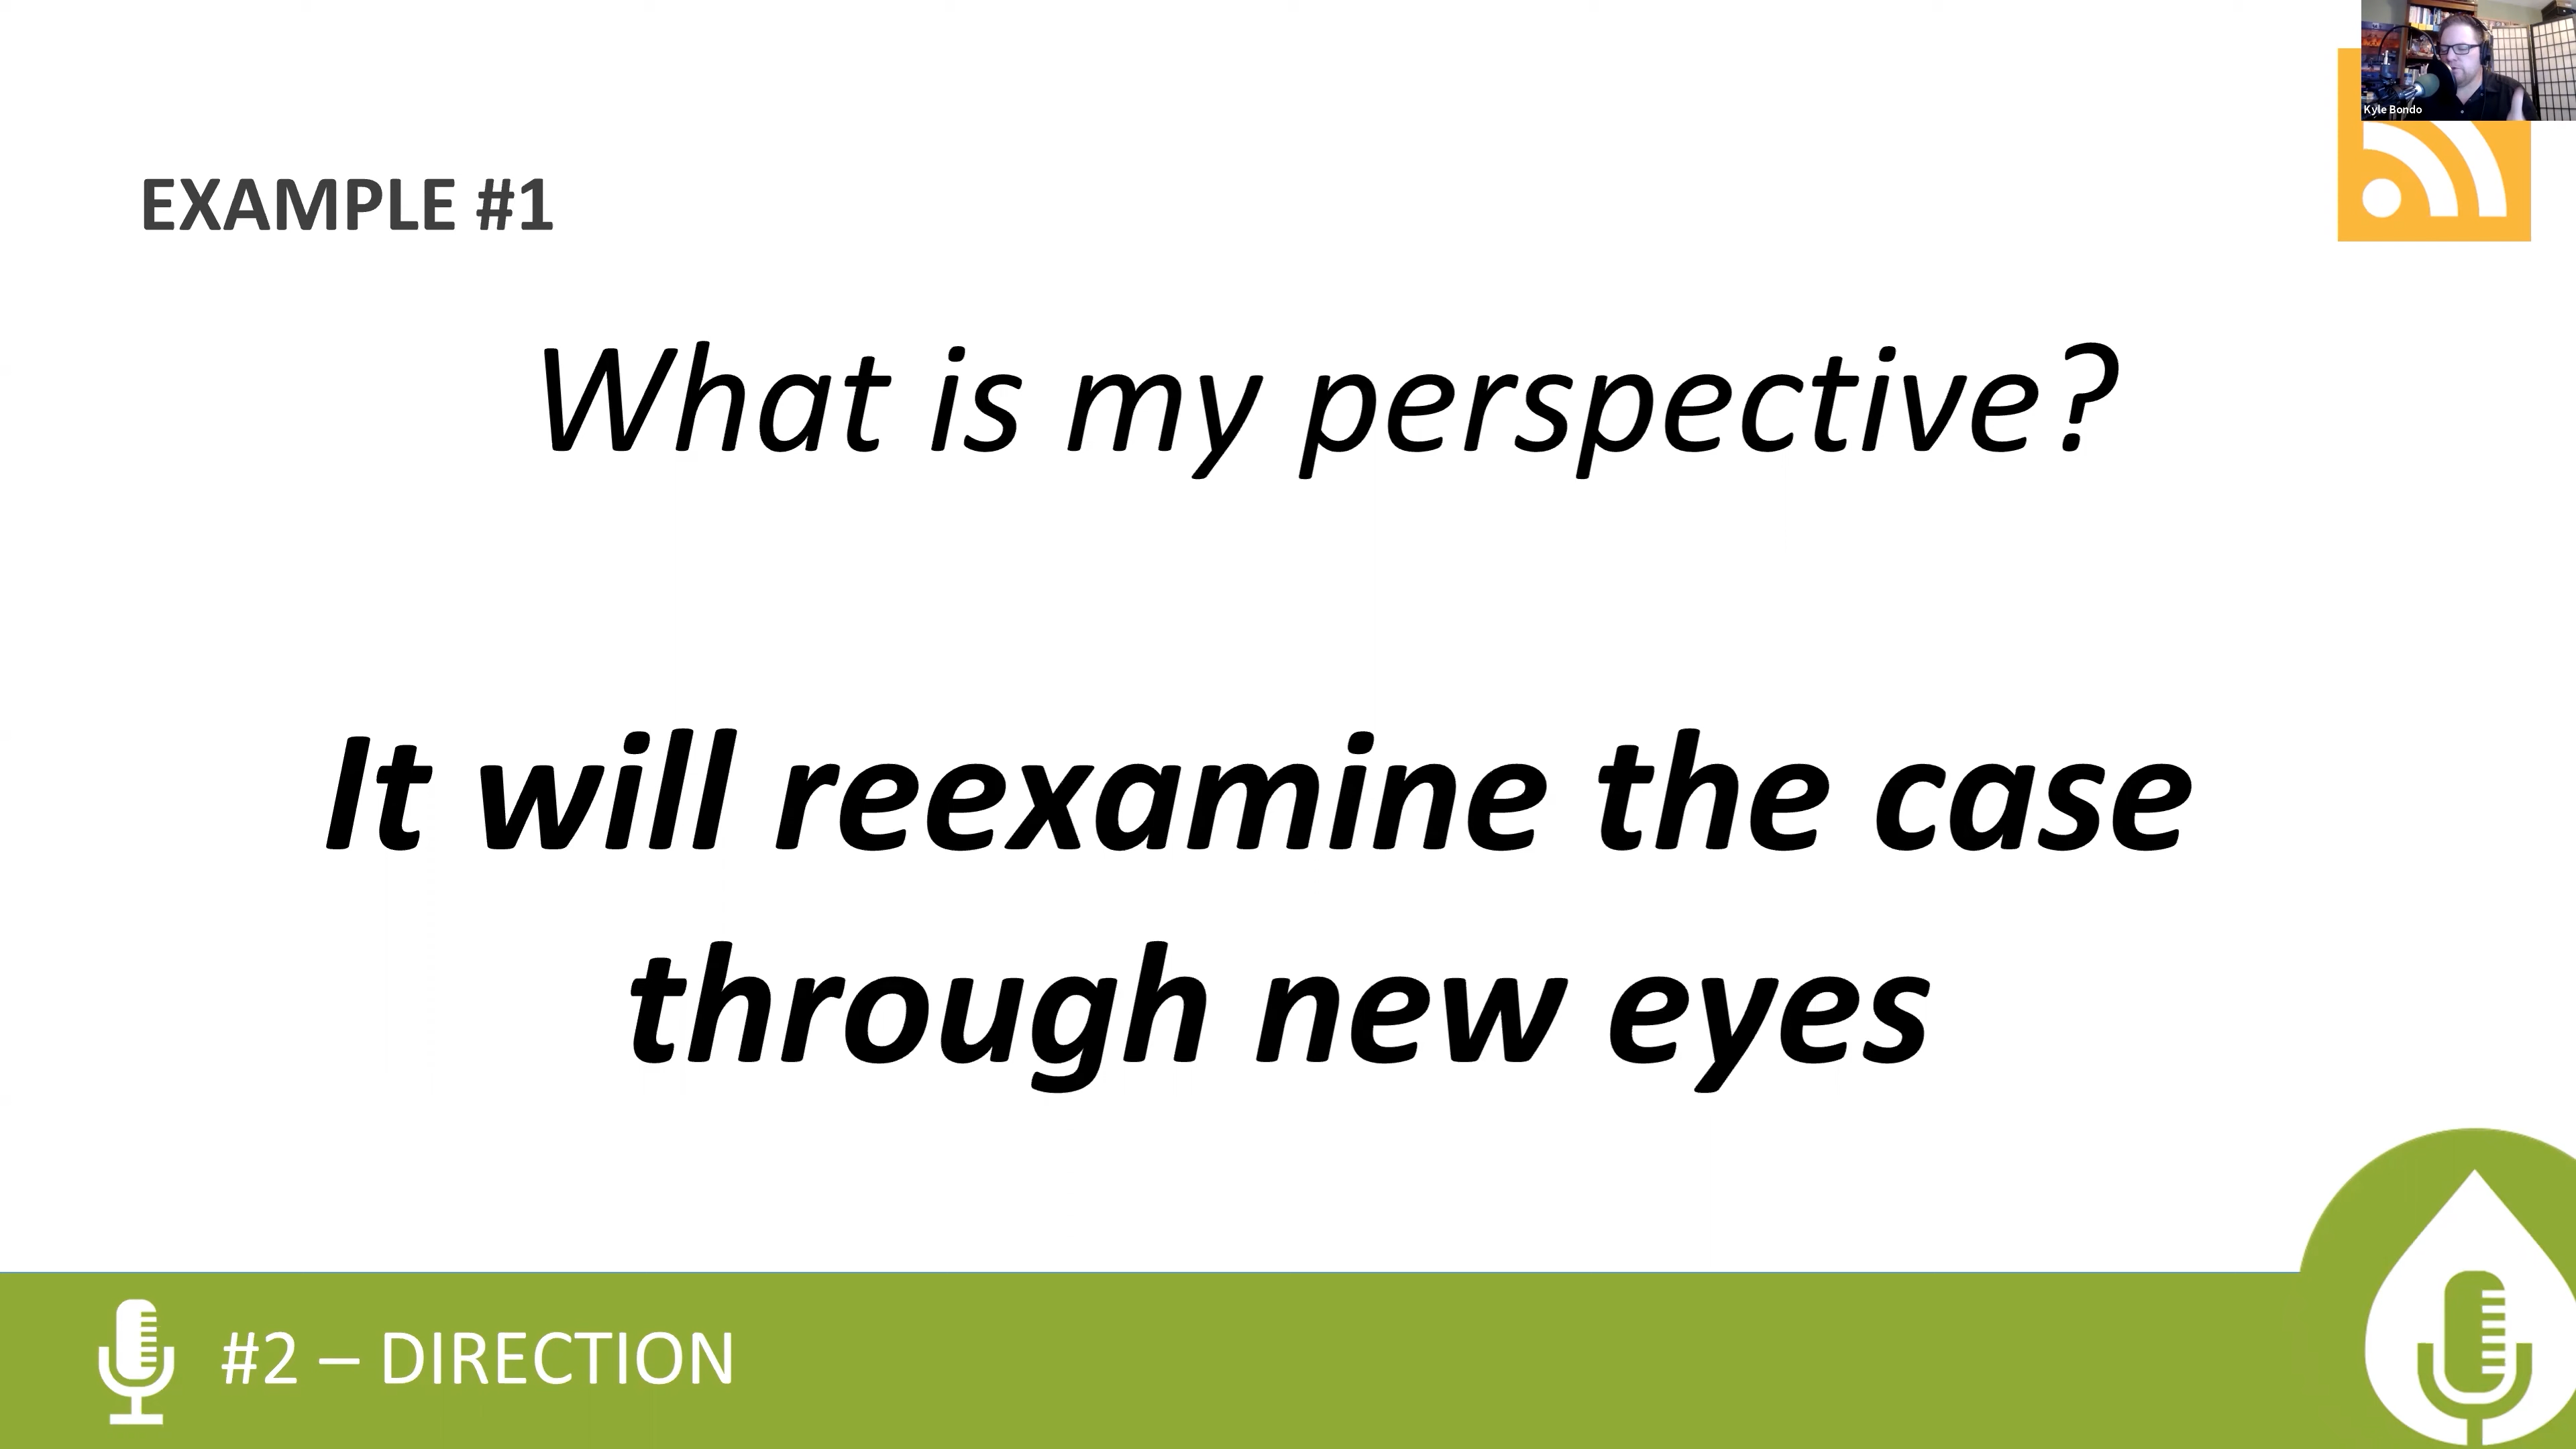 Kyle Bondo
EXAMPLE #1
What is my perspective?
It will reexamine the case
through new eyes
#2 – DIRECTION